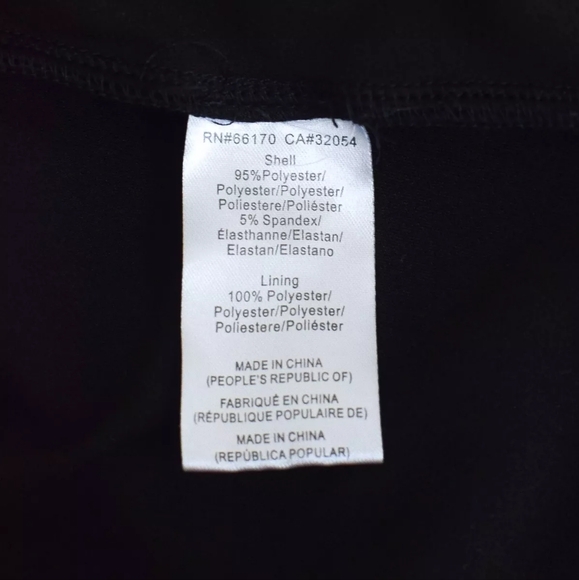 RN#66170 CA#32054
Shell
95%Polyester/
Polyester/Polyester/
Poliestere/Poliéster
5% Spandex/
Élasthanne/Elastan/
Elastan/Elastano
Lining
100% Polyester/
Polyester/Polyester/
Poliestere/Poliéster
MADE IN CHINA
(PEOPLE'S REPUBLIC OF)
FABRIQUÉ EN CHINA
(RÉPUBLIQUE POPULAIRE DE)
MADE IN CHINA
(REPÚBLICA POPULAR)